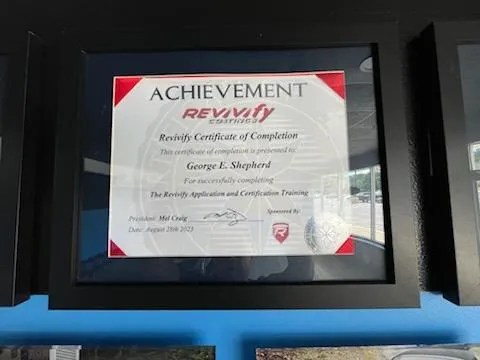 ACHIEVEMENT
REVIVIFY
COATINGS
Revivify Certificate of Completion
This certificate of completion is presented to:
George E. Shepherd
For successfully completing
The Revivify Application and Certification Training
President: Mel Craig
Sponsored By:
Date: August 28th 2023
R